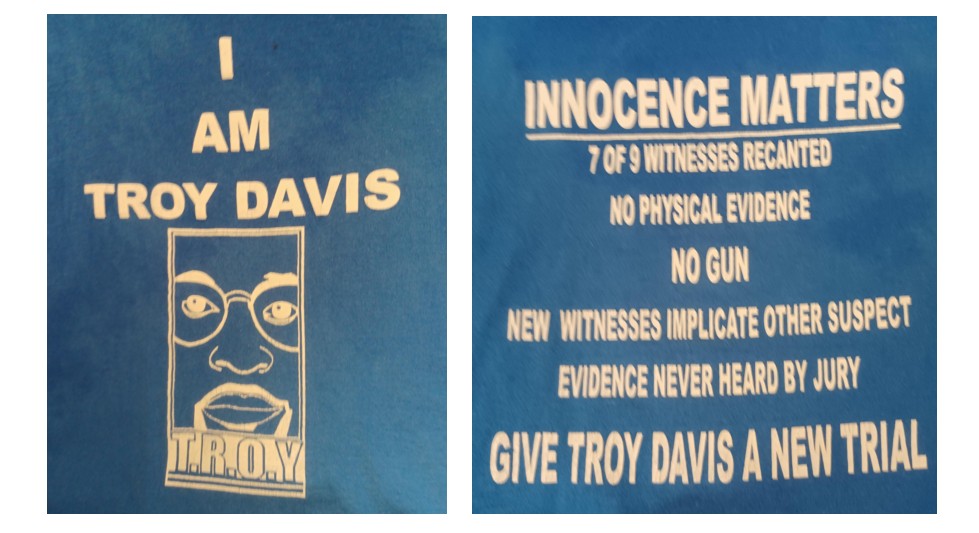 I
AM
TROY DAVIS
T.R.O.Y
INNOCENCE MATTERS
7 OF 9 WITNESSES RECANTED
NO PHYSICAL EVIDENCE
NO GUN
NEW WITNESSES IMPLICATE OTHER SUSPECT
EVIDENCE NEVER HEARD BY JURY
GIVE TROY DAVIS A NEW TRIAL